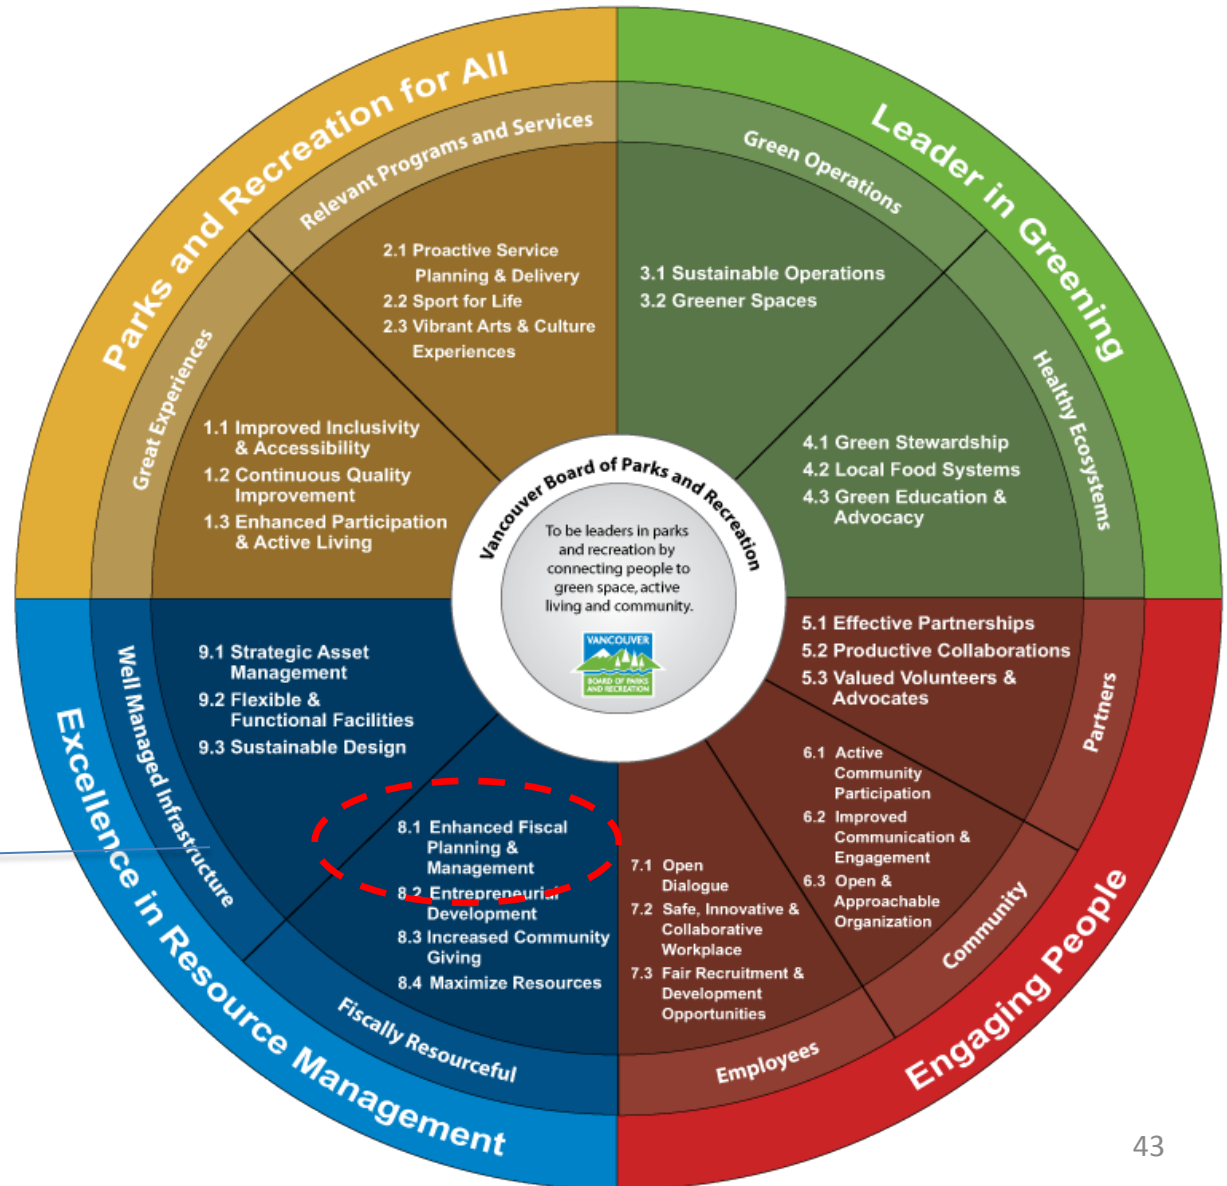 Parks and Recreation for All
Relevant Programs and Services
2.1 Proactive Service
Planning & Delivery
2.2 Sport for Life
2.3 Vibrant Arts & Culture
Experiences
Great Experiences
1.1 Improved Inclusivity
& Accessibility
1.2 Continuous Quality
Improvement
1.3 Enhanced Participation
& Active Living
Leader in Greening
Green Operations
3.1 Sustainable Operations
3.2 Greener Spaces
Healthy Ecosystems
4.1 Green Stewardship
4.2 Local Food Systems
4.3 Green Education &
Advocacy
Vancouver Board of Parks and Recreation
To be leaders in parks
and recreation by
connecting people to
green space, active
living and community.
VANCOUVER
BOARD OF PARKS
AND RECREATION
Engaging People
Partners
5.1 Effective Partnerships
5.2 Productive Collaborations
5.3 Valued Volunteers &
Advocates
Community
6.1 Active
Community
Participation
6.2 Improved
Communication &
Engagement
6.3 Open &
Approachable
Organization
Employees
7.1 Open
Dialogue
7.2 Safe, Innovative &
Collaborative
Workplace
7.3 Fair Recruitment &
Development
Opportunities
Excellence in Resource Management
Fiscally Resourceful
8.1 Enhanced Fiscal
Planning &
Management
8.2 Entrepreneurial
Development
8.3 Increased Community
Giving
8.4 Maximize Resources
Well Managed Infrastructure
9.1 Strategic Asset
Management
9.2 Flexible &
Functional Facilities
9.3 Sustainable Design
43